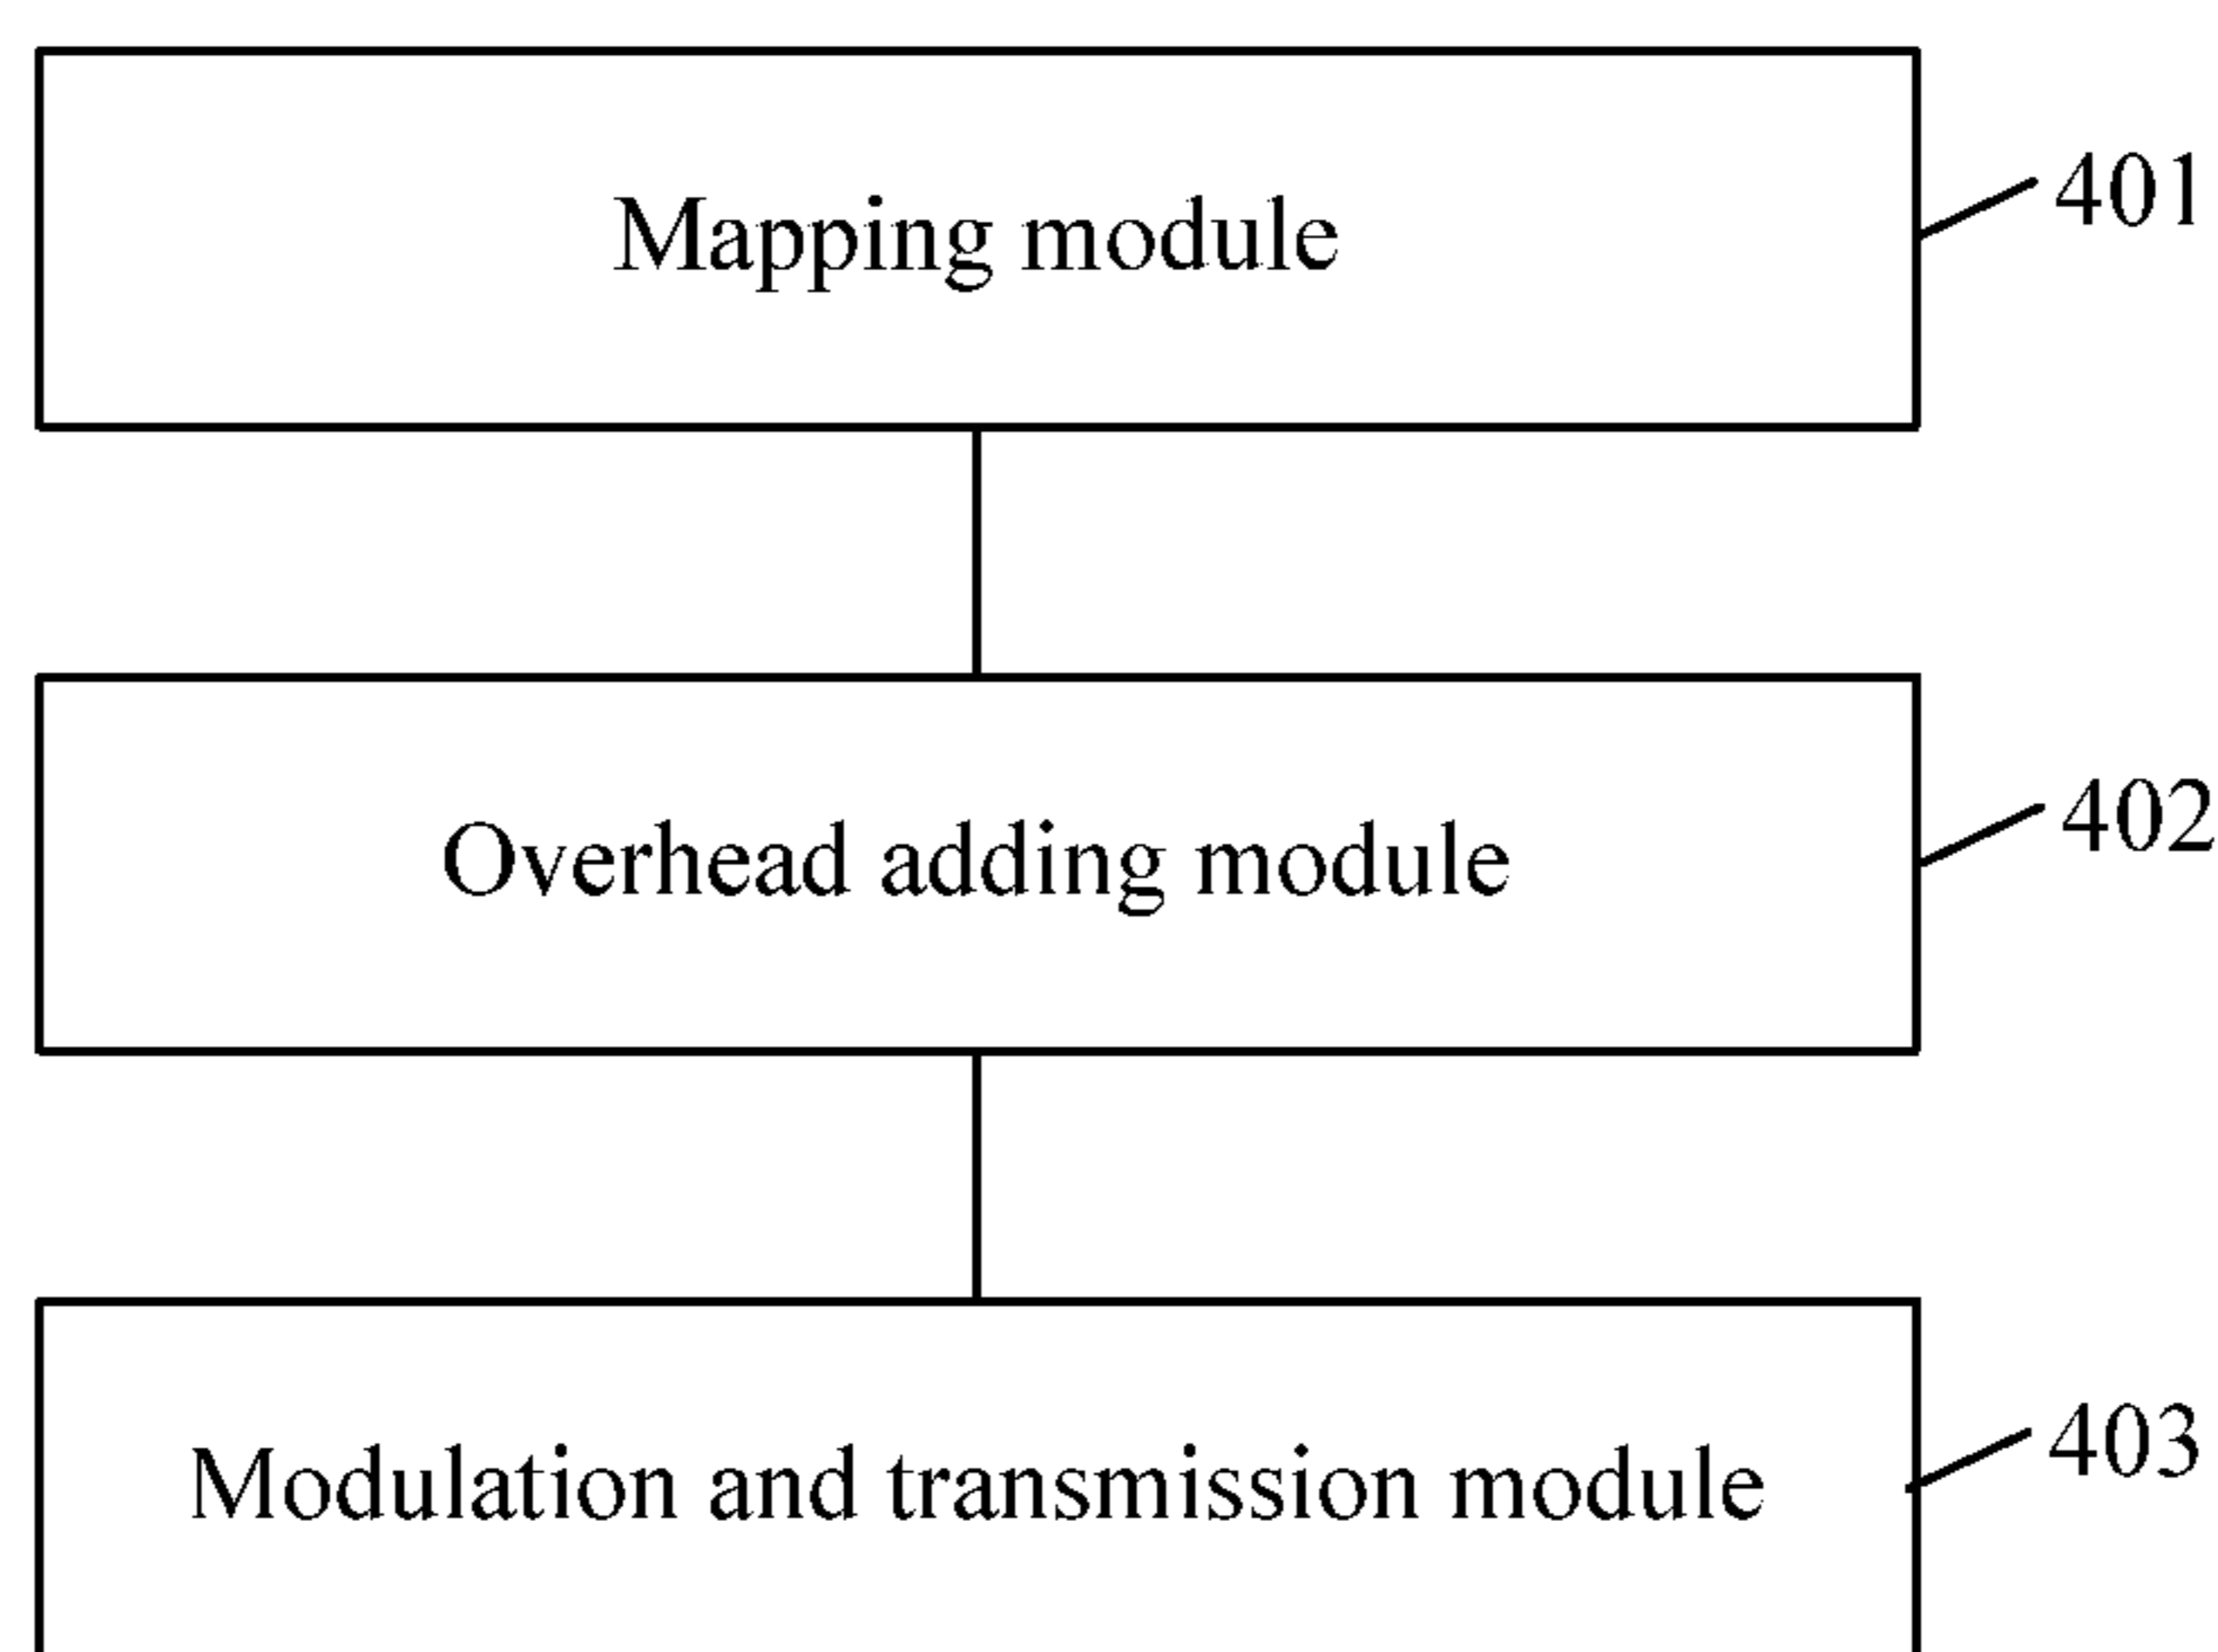 Mapping module
401
Overhead adding module
402
Modulation and transmission module
403